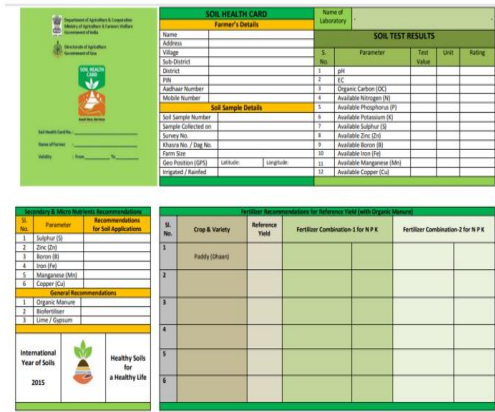 Department of Agriculture & Cooperation
Ministry of Agriculture & Farmers Welfare
Government of India
Directorate of Agriculture
Government of Goa
SOIL HEALTH
CARD
Soil Health Card No. :
Name of Farmer :
Validity : From To
SOIL HEALTH CARD
Farmer's Details
Name
Address
Village
Sub-District
District
PIN
Aadhaar Number
Mobile Number
Soil Sample Details
Soil Sample Number
Sample Collected on
Survey No.
Khasra No. / Dag No.
Farm Size
Geo Position (GPS) Latitude: Longitude:
Irrigated / Rainfed
Name of
Laboratory
SOIL TEST RESULTS
S. No. Parameter Test Value Unit Rating
1 pH
2 EC
3 Organic Carbon (OC)
4 Available Nitrogen (N)
5 Available Phosphorus (P)
6 Available Potassium (K)
7 Available Sulphur (S)
8 Available Zinc (Zn)
9 Available Boron (B)
10 Available Iron (Fe)
11 Available Manganese (Mn)
12 Available Copper (Cu)
Secondary & Micro Nutrients Recommendations
Sl. No. Parameter Recommendations for Soil Applications
1 Sulphur (S)
2 Zinc (Zn)
3 Boron (B)
4 Iron (Fe)
5 Manganese (Mn)
6 Copper (Cu)
General Recommendations
1 Organic Manure
2 Biofertiliser
3 Lime / Gypsum
International
Year of Soils
2015
Healthy Soils
for
a Healthy Life
Fertilizer Recommendations for Reference Yield (with Organic Manure)
Sl. No. Crop & Variety Reference Yield Fertilizer Combination-1 for N P K Fertilizer Combination-2 for N P K
1 Paddy (Dhaan)
2
3
4
5
6